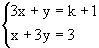 3x + y = k + 1
x + 3y = 3